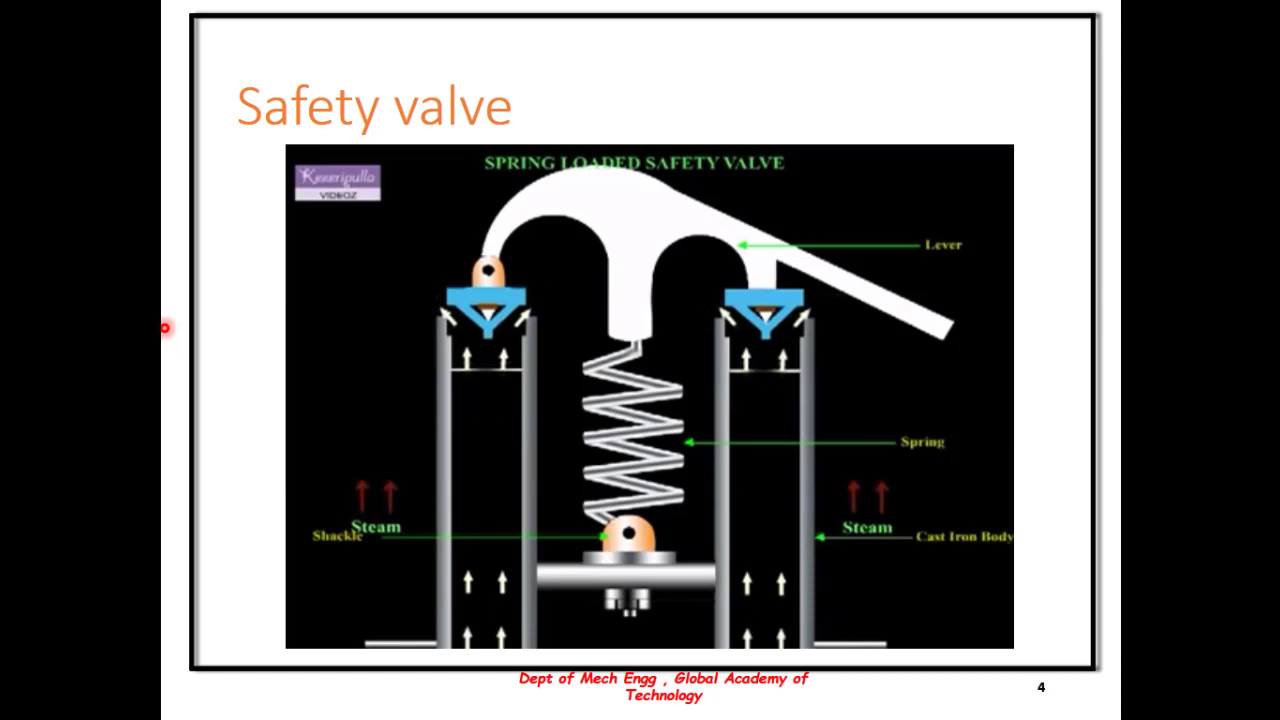 Safety valve
SPRING LOADED SAFETY VALVE
VIDEOZ
Lever
Spring
Steam
Steam
Shackle
Cast Iron Body
Dept of Mech Engg , Global Academy of
Technology
4